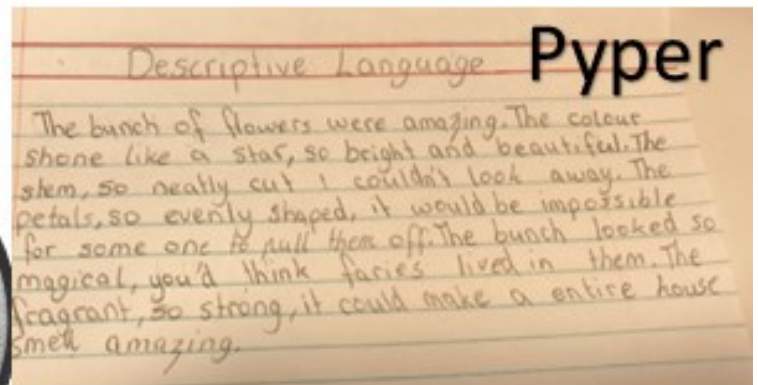 Descriptive Language Pyper
The bunch of flowers were amazing. The colour
shone like a star, so beight and beautiful. The
stem, so neatly cut i couldn't look away. The
petals, so evenly shaped, it would be impossible
for some one to pull them off. The bunch looked so
magical, you'd think faries lived in them. The
fragrant, so strong, it could make a entire house
smell amazing.